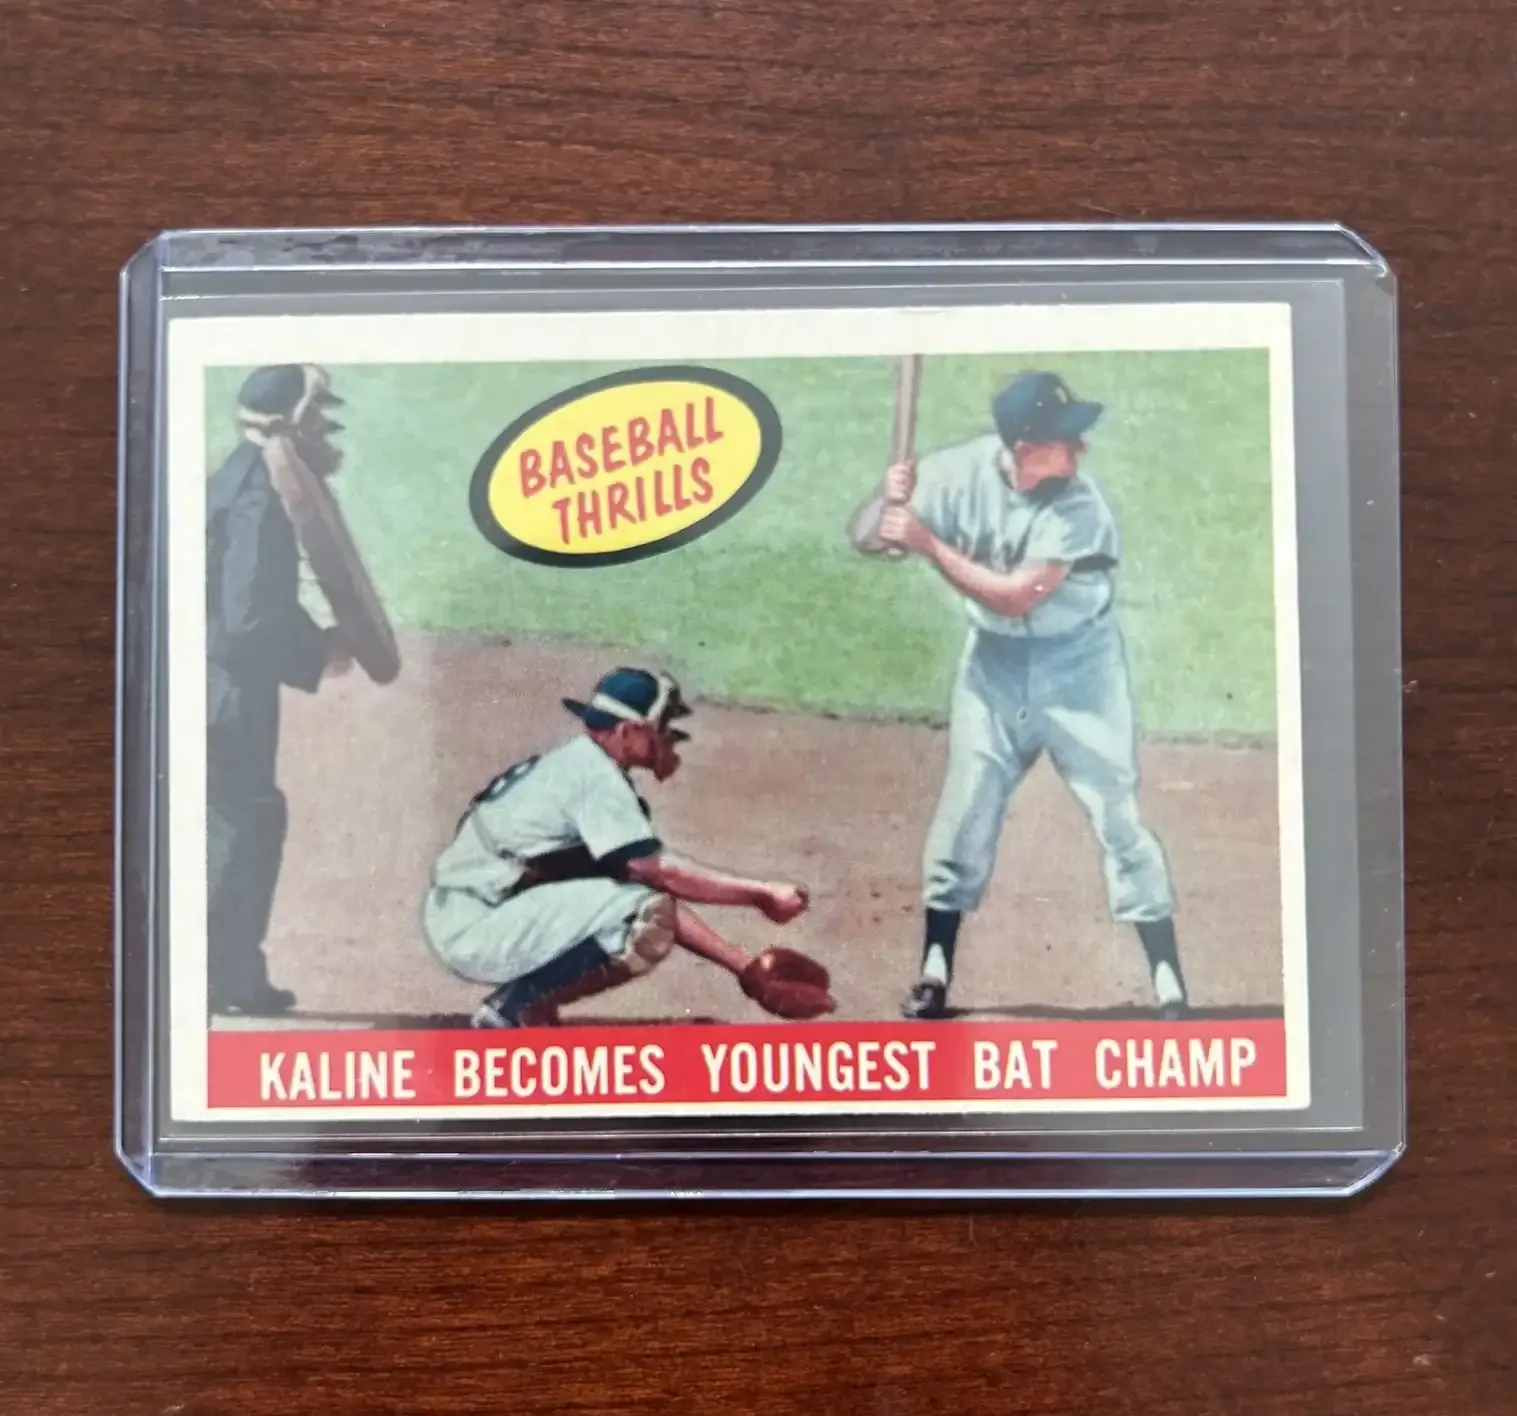 BASEBALL
THRILLS
KALINE BECOMES YOUNGEST BAT CHAMP